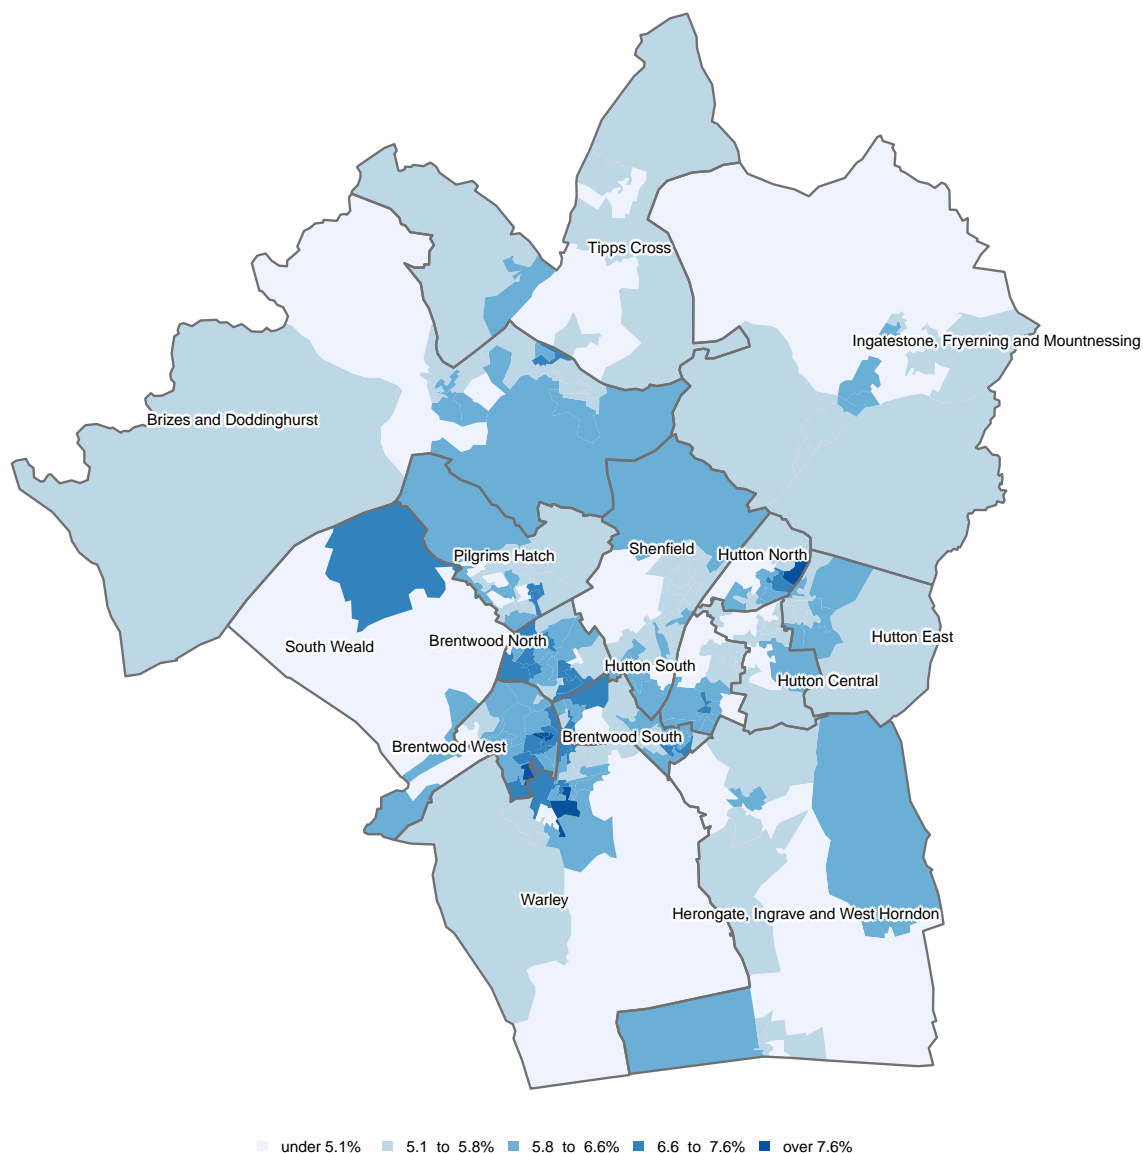 Tipps Cross
Ingatestone, Fryerning and Mountnessing
Brizes and Doddinghurst
Pilgrims Hatch
Shenfield
Hutton North
South Weald
Brentwood North
Hutton East
Hutton South
Hutton Central
Brentwood West
Brentwood South
Warley
Herongate, Ingrave and West Horndon
under 5.1%
5.1 to 5.8%
5.8 to 6.6%
6.6 to 7.6%
over 7.6%